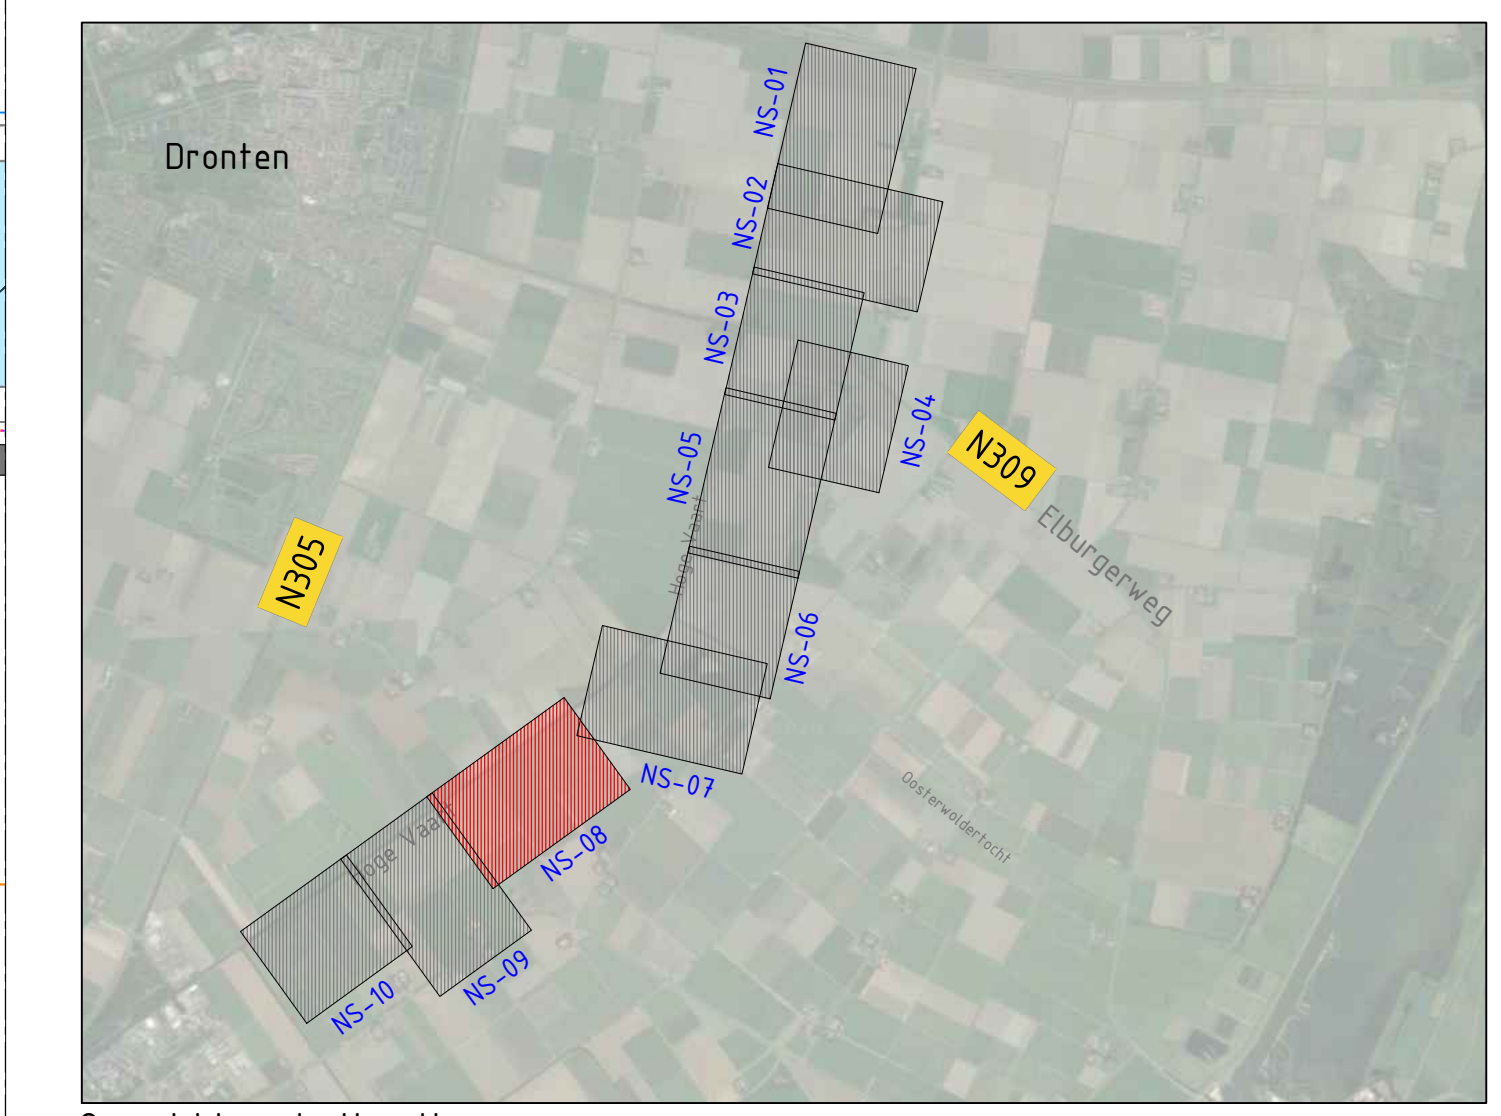 Dronten
NS-01
NS-02
NS-03
NS-04
N309
NS-05
Hoge Vaart
Elburgerweg
N305
NS-06
NS-07
Oosterwoldertocht
NS-08
Hoge Vaart
NS-09
NS-10